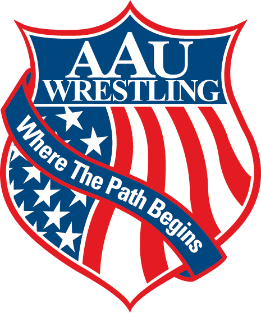 AAU
WRESTLING
Where The Path Begins